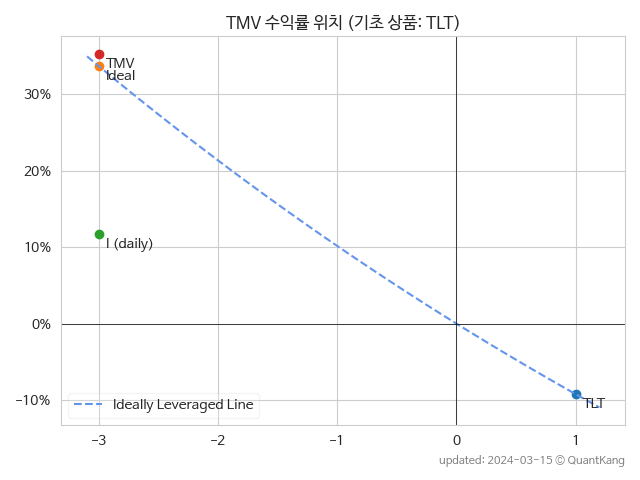 TMV 수익률 위치 (기초 상품: TLT)
TMV
Ideal
30%
20%
I (daily)
10%
0%
−10%
TLT
Ideally Leveraged Line
−3
−2
−1
0
1
updated: 2024-03-15 © QuantKang